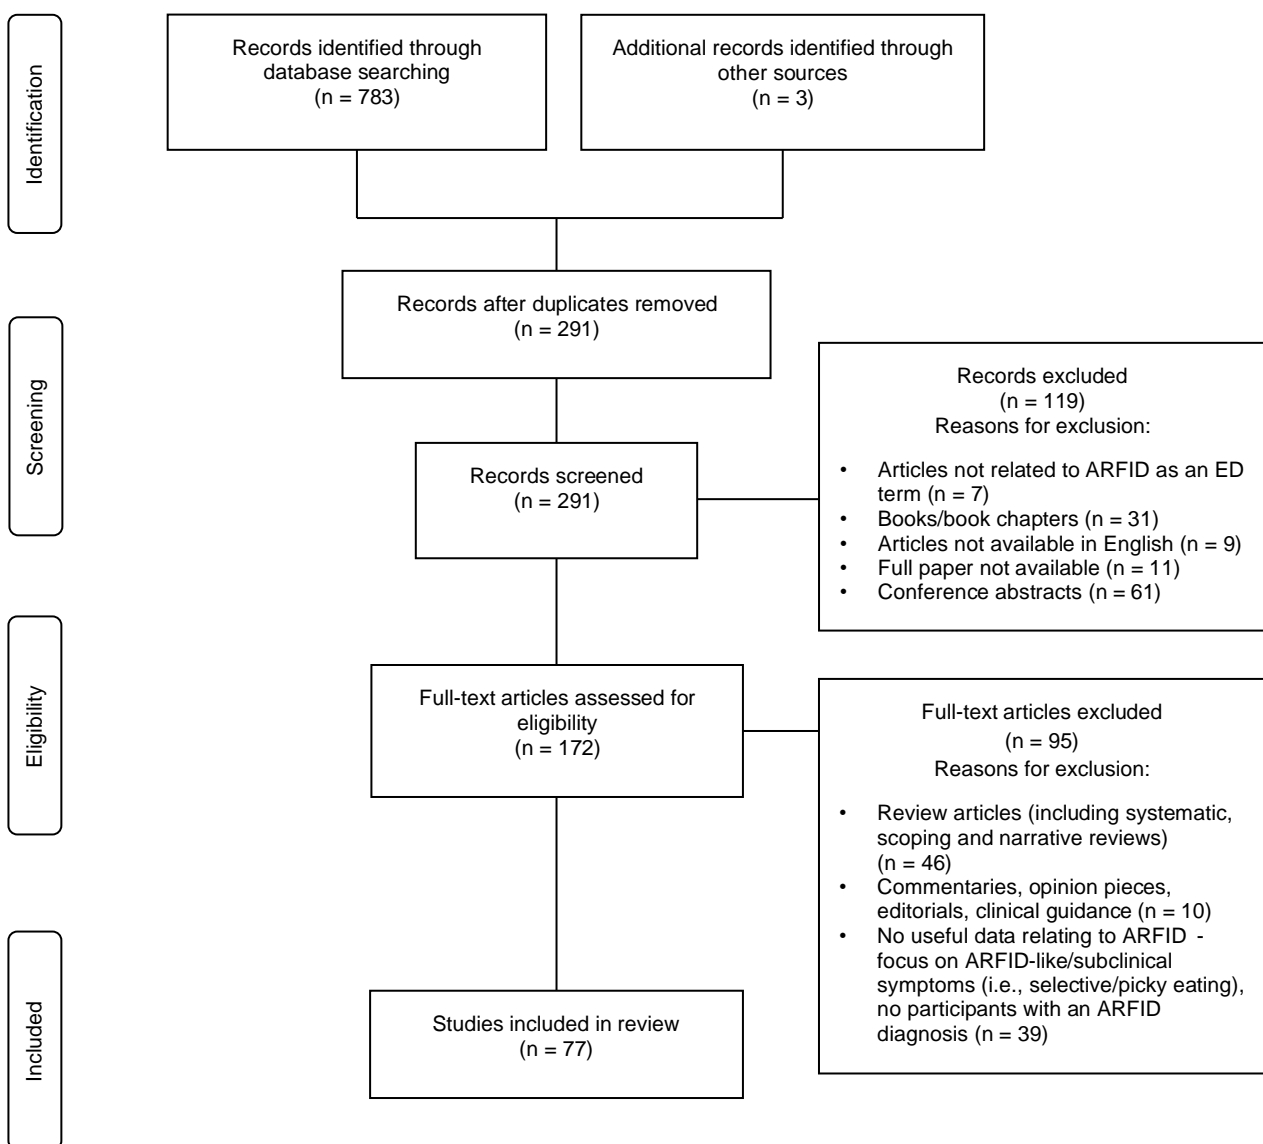 Identification
Records identified through
database searching
(n = 783)
Additional records identified through
other sources
(n = 3)
Records after duplicates removed
(n = 291)
Screening
Records screened
(n = 291)
Records excluded
(n = 119)
Reasons for exclusion:
• Articles not related to ARFID as an ED
term (n = 7)
• Books/book chapters (n = 31)
• Articles not available in English (n = 9)
• Full paper not available (n = 11)
• Conference abstracts (n = 61)
Eligibility
Full-text articles assessed for
eligibility
(n = 172)
Full-text articles excluded
(n = 95)
Reasons for exclusion:
• Review articles (including systematic,
scoping and narrative reviews)
(n = 46)
• Commentaries, opinion pieces,
editorials, clinical guidance (n = 10)
• No useful data relating to ARFID -
focus on ARFID-like/subclinical
symptoms (i.e., selective/picky eating),
no participants with an ARFID
diagnosis (n = 39)
Included
Studies included in review
(n = 77)